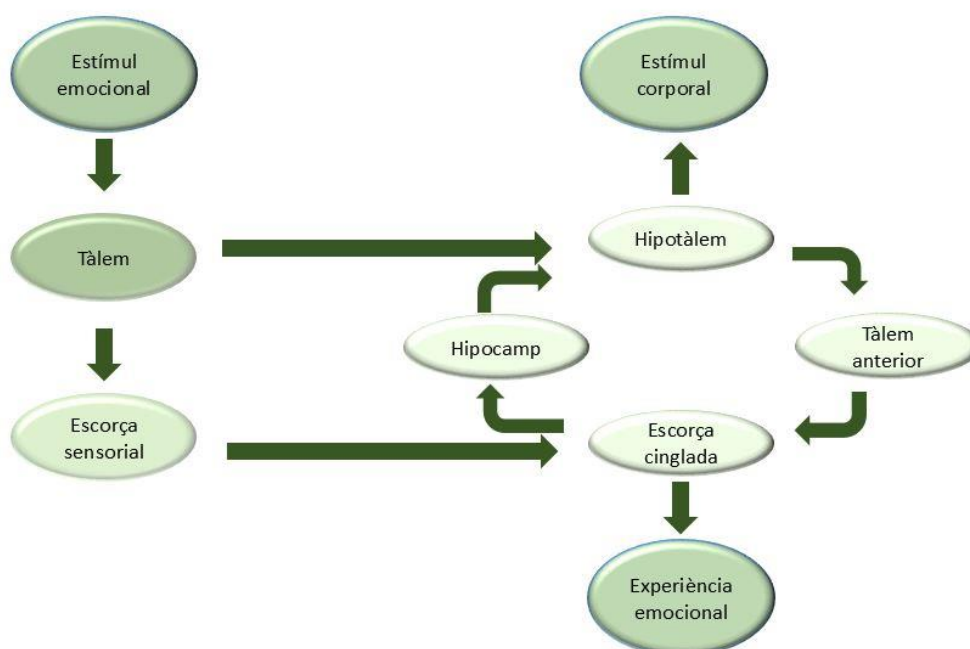 Estímul
emocional
Estímul
corporal
Tàlem
Hipotàlem
Hipocamp
Tàlem
anterior
Escorça
sensorial
Escorça
cinglada
Experiència
emocional